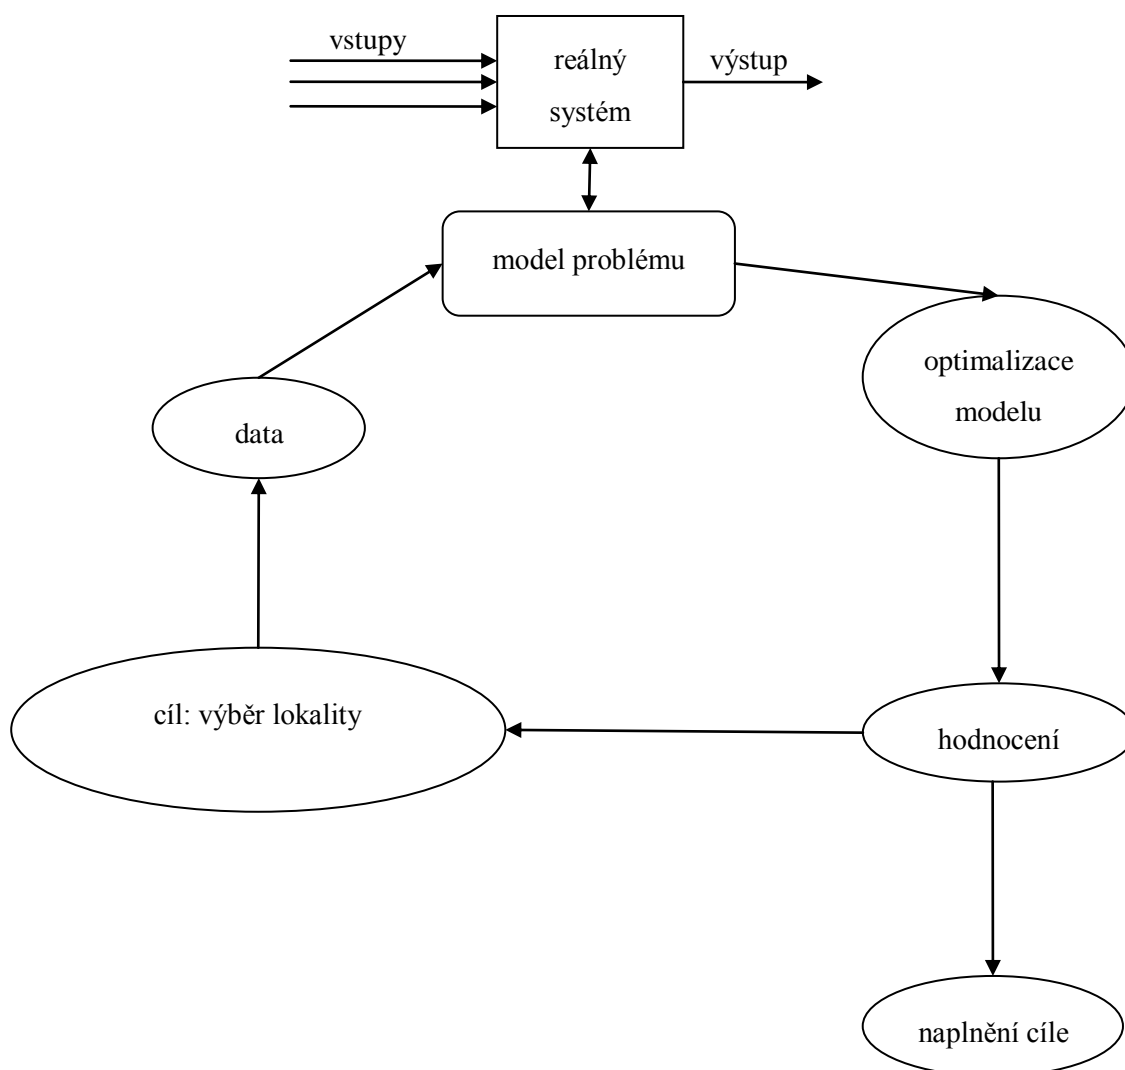 vstupy
reálný
systém
výstup
model problému
optimalizace
modelu
data
cíl: výběr lokality
hodnocení
naplnění cíle